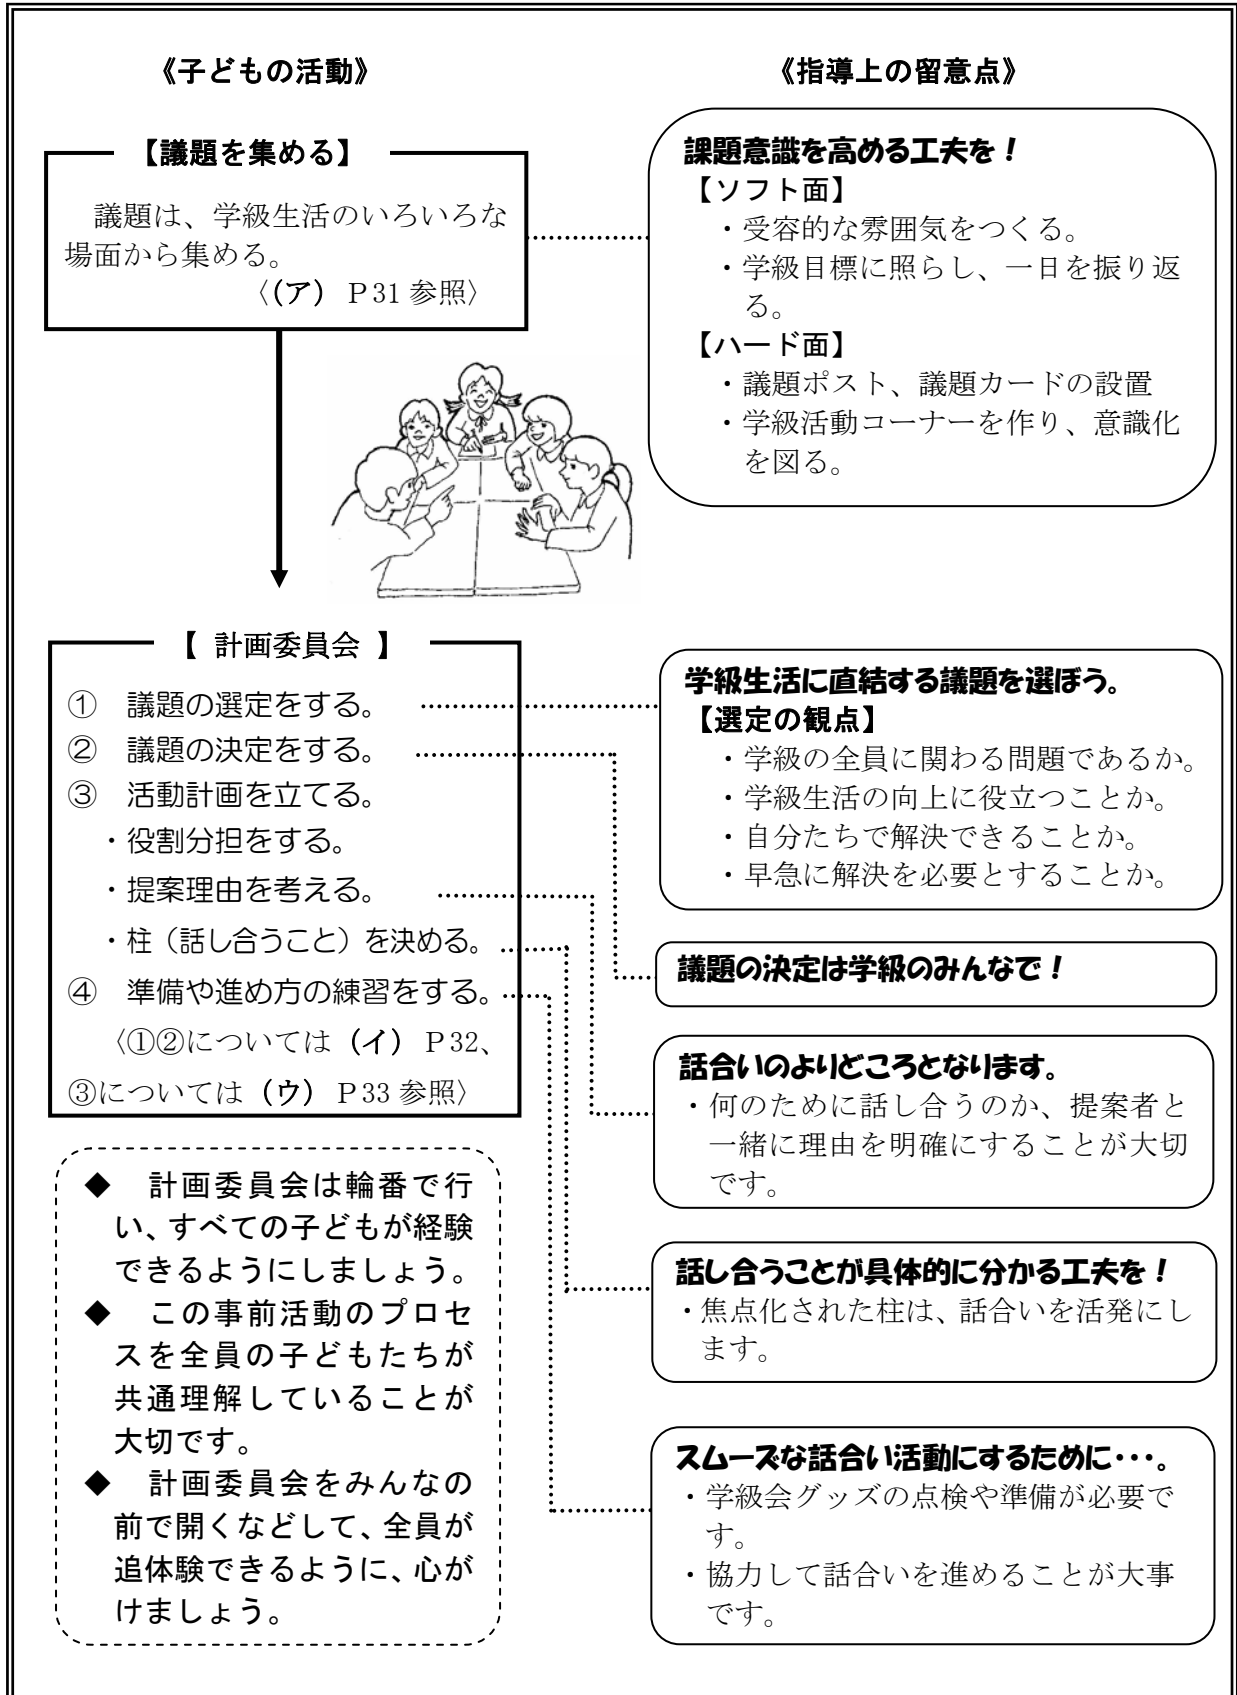 《子どもの活動》
《指導上の留意点》
【議題を集める】
議題は、学級生活のいろいろな
場面から集める。
〈(ア) P31 参照〉
課題意識を高める工夫を！
【ソフト面】
・受容的な雰囲気をつくる。
・学級目標に照らし、一日を振り返
る。
【ハード面】
・議題ポスト、議題カードの設置
・学級活動コーナーを作り、意識化
を図る。
【 計画委員会 】
① 議題の選定をする。
② 議題の決定をする。
③ 活動計画を立てる。
・役割分担をする。
・提案理由を考える。
・柱（話し合うこと）を決める。
④ 準備や進め方の練習をする。
〈①②については (イ) P32、
③については (ウ) P33 参照〉
学級生活に直結する議題を選ぼう。
【選定の観点】
・学級の全員に関わる問題であるか。
・学級生活の向上に役立つことか。
・自分たちで解決できることか。
・早急に解決を必要とすることか。
議題の決定は学級のみんなで！
話合いのよりどころとなります。
・何のために話し合うのか、提案者と
一緒に理由を明確にすることが大切
です。
話し合うことが具体的に分かる工夫を！
・焦点化された柱は、話合いを活発にし
ます。
スムーズな話合い活動にするために・・・。
・学級会グッズの点検や準備が必要で
す。
・協力して話合いを進めることが大事
です。
◆ 計画委員会は輪番で行
い、すべての子どもが経験
できるようにしましょう。
◆ この事前活動のプロセ
スを全員の子どもたちが
共通理解していることが
大切です。
◆ 計画委員会をみんなの
前で開くなどして、全員が
追体験できるように、心が
けましょう。